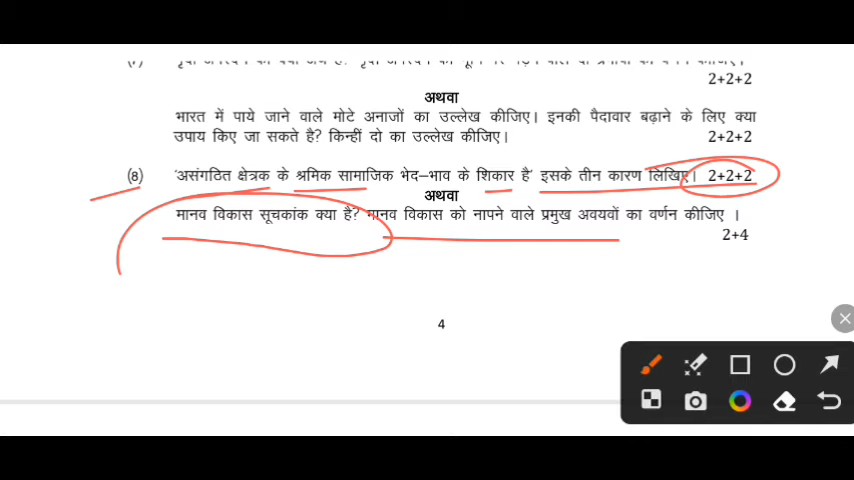 2+2+2
अथवा
भारत में पाये जाने वाले मोटे अनाजों का उल्लेख कीजिए। इनकी पैदावार बढ़ाने के लिए क्या
उपाय किए जा सकते है? किन्हीं दो का उल्लेख कीजिए। 2+2+2
(8) 'असंगठित क्षेत्रक के श्रमिक सामाजिक भेद–भाव के शिकार है' इसके तीन कारण लिखिए। 2+2+2
अथवा
मानव विकास सूचकांक क्या है? मानव विकास को नापने वाले प्रमुख अवयवों का वर्णन कीजिए ।
2+4
4